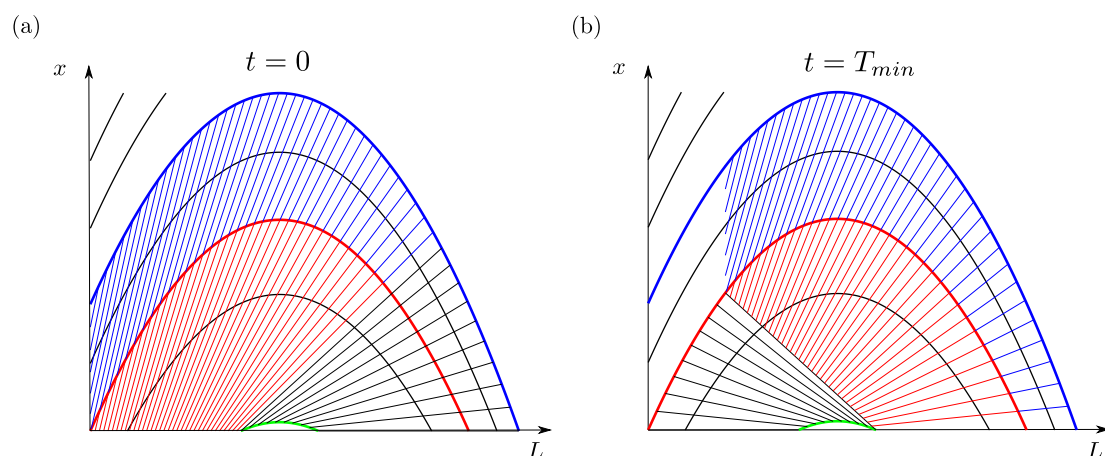 (a)
t = 0
x
L
(b)
t = T_{min}
x
L